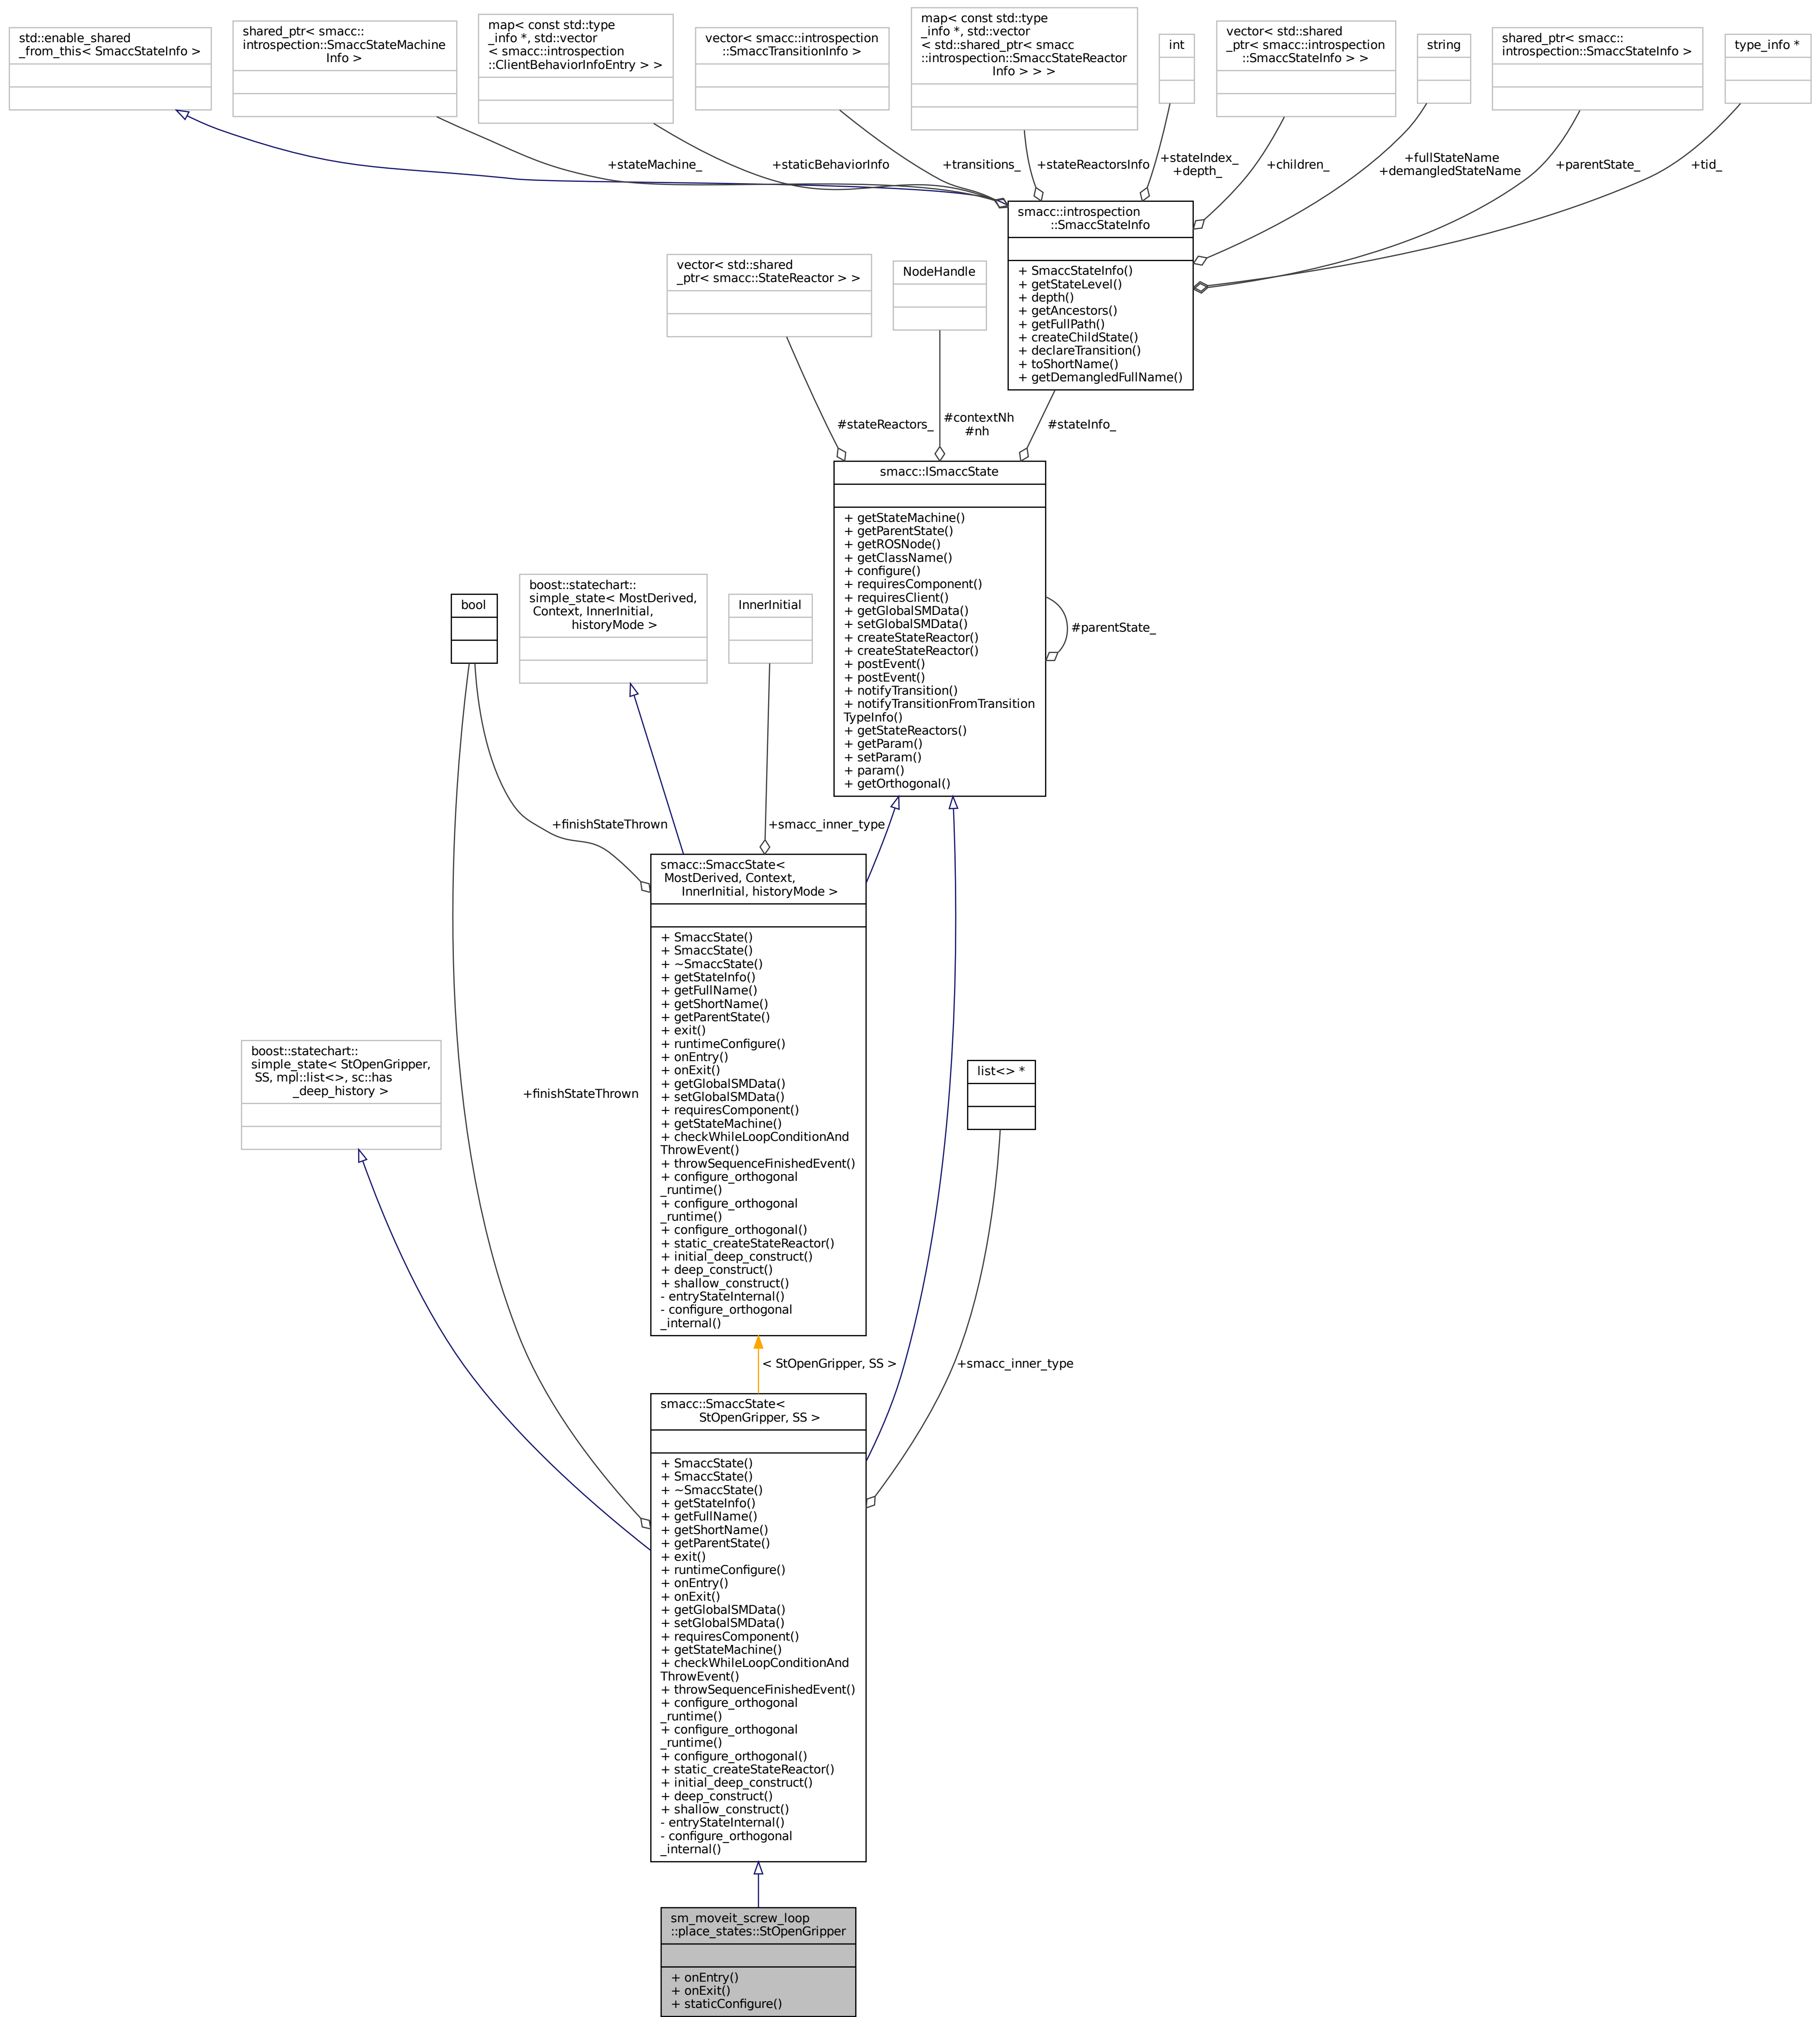 std::enable_shared
_from_this< SmaccStateInfo >
shared_ptr< smacc::
introspection::SmaccStateMachine
Info >
map< const std::type
_info *, std::vector
< smacc::introspection
::ClientBehaviorInfoEntry > >
vector< smacc::introspection
::SmaccTransitionInfo >
map< const std::type
_info *, std::vector
< std::shared_ptr< smacc
::introspection::SmaccStateReactor
Info > > >
int
vector< std::shared
_ptr< smacc::introspection
::SmaccStateInfo > >
string
shared_ptr< smacc::
introspection::SmaccStateInfo >
type_info *
+stateMachine_
+staticBehaviorInfo
+transitions_
+stateReactorsInfo
+stateIndex_
+depth_
+children_
+fullStateName
+demangledStateName
+parentState_
+tid_
smacc::introspection
::SmaccStateInfo
+ SmaccStateInfo()
+ getStateLevel()
+ depth()
+ getAncestors()
+ getFullPath()
+ createChildState()
+ declareTransition()
+ toShortName()
+ getDemangledFullName()
vector< std::shared
_ptr< smacc::StateReactor > >
NodeHandle
#stateReactors_
#contextNh
#nh
#stateInfo_
smacc::ISmaccState
+ getStateMachine()
+ getParentState()
+ getROSNode()
+ getClassName()
+ configure()
+ requiresComponent()
+ requiresClient()
+ getGlobalSMData()
+ setGlobalSMData()
+ createStateReactor()
+ createStateReactor()
+ postEvent()
+ postEvent()
+ notifyTransition()
+ notifyTransitionFromTransition
TypeInfo()
+ getStateReactors()
+ getParam()
+ setParam()
+ param()
+ getOrthogonal()
#parentState_
bool
boost::statechart::
simple_state< MostDerived,
Context, InnerInitial,
historyMode >
InnerInitial
+finishStateThrown
+smacc_inner_type
smacc::SmaccState<
MostDerived, Context,
InnerInitial, historyMode >
+ SmaccState()
+ SmaccState()
+ ~SmaccState()
+ getStateInfo()
+ getFullName()
+ getShortName()
+ getParentState()
+ exit()
+ runtimeConfigure()
+ onEntry()
+ onExit()
+ getGlobalSMData()
+ setGlobalSMData()
+ requiresComponent()
+ getStateMachine()
+ checkWhileLoopConditionAnd
ThrowEvent()
+ throwSequenceFinishedEvent()
+ configure_orthogonal
_runtime()
+ configure_orthogonal
_runtime()
+ configure_orthogonal()
+ static_createStateReactor()
+ initial_deep_construct()
+ deep_construct()
+ shallow_construct()
- entryStateInternal()
- configure_orthogonal
_internal()
boost::statechart::
simple_state< StOpenGripper,
SS, mpl::list<>, sc::has
_deep_history >
+finishStateThrown
list<> *
< StOpenGripper, SS >
+smacc_inner_type
smacc::SmaccState<
StOpenGripper, SS >
+ SmaccState()
+ SmaccState()
+ ~SmaccState()
+ getStateInfo()
+ getFullName()
+ getShortName()
+ getParentState()
+ exit()
+ runtimeConfigure()
+ onEntry()
+ onExit()
+ getGlobalSMData()
+ setGlobalSMData()
+ requiresComponent()
+ getStateMachine()
+ checkWhileLoopConditionAnd
ThrowEvent()
+ throwSequenceFinishedEvent()
+ configure_orthogonal
_runtime()
+ configure_orthogonal
_runtime()
+ configure_orthogonal()
+ static_createStateReactor()
+ initial_deep_construct()
+ deep_construct()
+ shallow_construct()
- entryStateInternal()
- configure_orthogonal
_internal()
sm_moveit_screw_loop
::place_states::StOpenGripper
+ onEntry()
+ onExit()
+ staticConfigure()